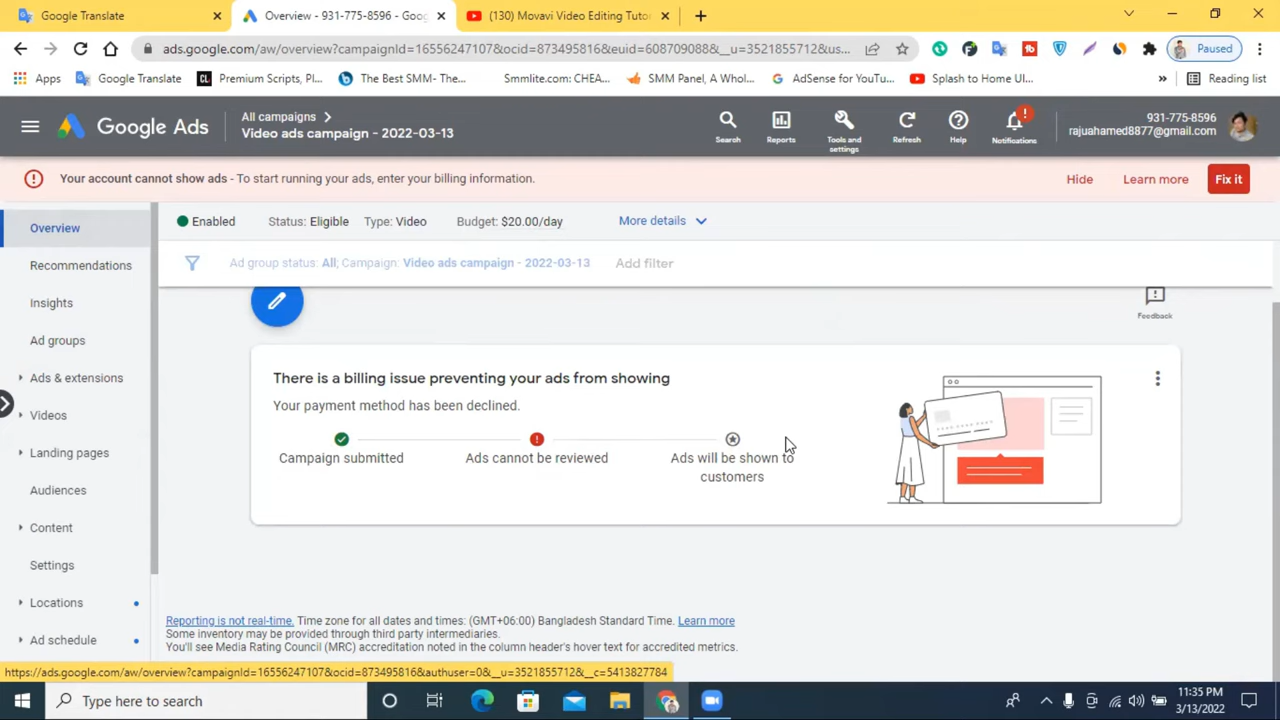 Google Translate
Overview - 931-775-8596 - Goog
(130) Movavi Video Editing Tutor
ads.google.com/aw/overview?campaignId=16556247107&ocid=873495816&euid=608709088&__u=3521855712&us...
Paused
Apps
Google Translate
Premium Scripts, Pl...
The Best SMM- The...
Smmlite.com: CHEA...
SMM Panel, A Whol...
AdSense for YouTu...
Splash to Home UI...
»
Reading list
Google Ads
All campaigns
Video ads campaign - 2022-03-13
Search
Reports
Tools and
settings
Refresh
Help
Notifications
931-775-8596
rajuahamed8877@gmail.com
Your account cannot show ads - To start running your ads, enter your billing information.
Hide
Learn more
Fix it
Overview
Recommendations
Insights
Ad groups
Ads & extensions
Videos
Landing pages
Audiences
Content
Settings
Locations
Ad schedule
Enabled
Status: Eligible
Type: Video
Budget: $20.00/day
More details
Ad group status: All; Campaign: Video ads campaign - 2022-03-13
Add filter
Feedback
There is a billing issue preventing your ads from showing
Your payment method has been declined.
Campaign submitted
Ads cannot be reviewed
Ads will be shown to
customers
Reporting is not real-time. Time zone for all dates and times: (GMT+06:00) Bangladesh Standard Time. Learn more
Some inventory may be provided through third party intermediaries.
You'll see Media Rating Council (MRC) accreditation noted in the column header's hover text for accredited metrics.
https://ads.google.com/aw/overview?campaignId=16556247107&ocid=873495816&authuser=0&__u=3521855712&__c=5413827784
Type here to search
11:35 PM
3/13/2022